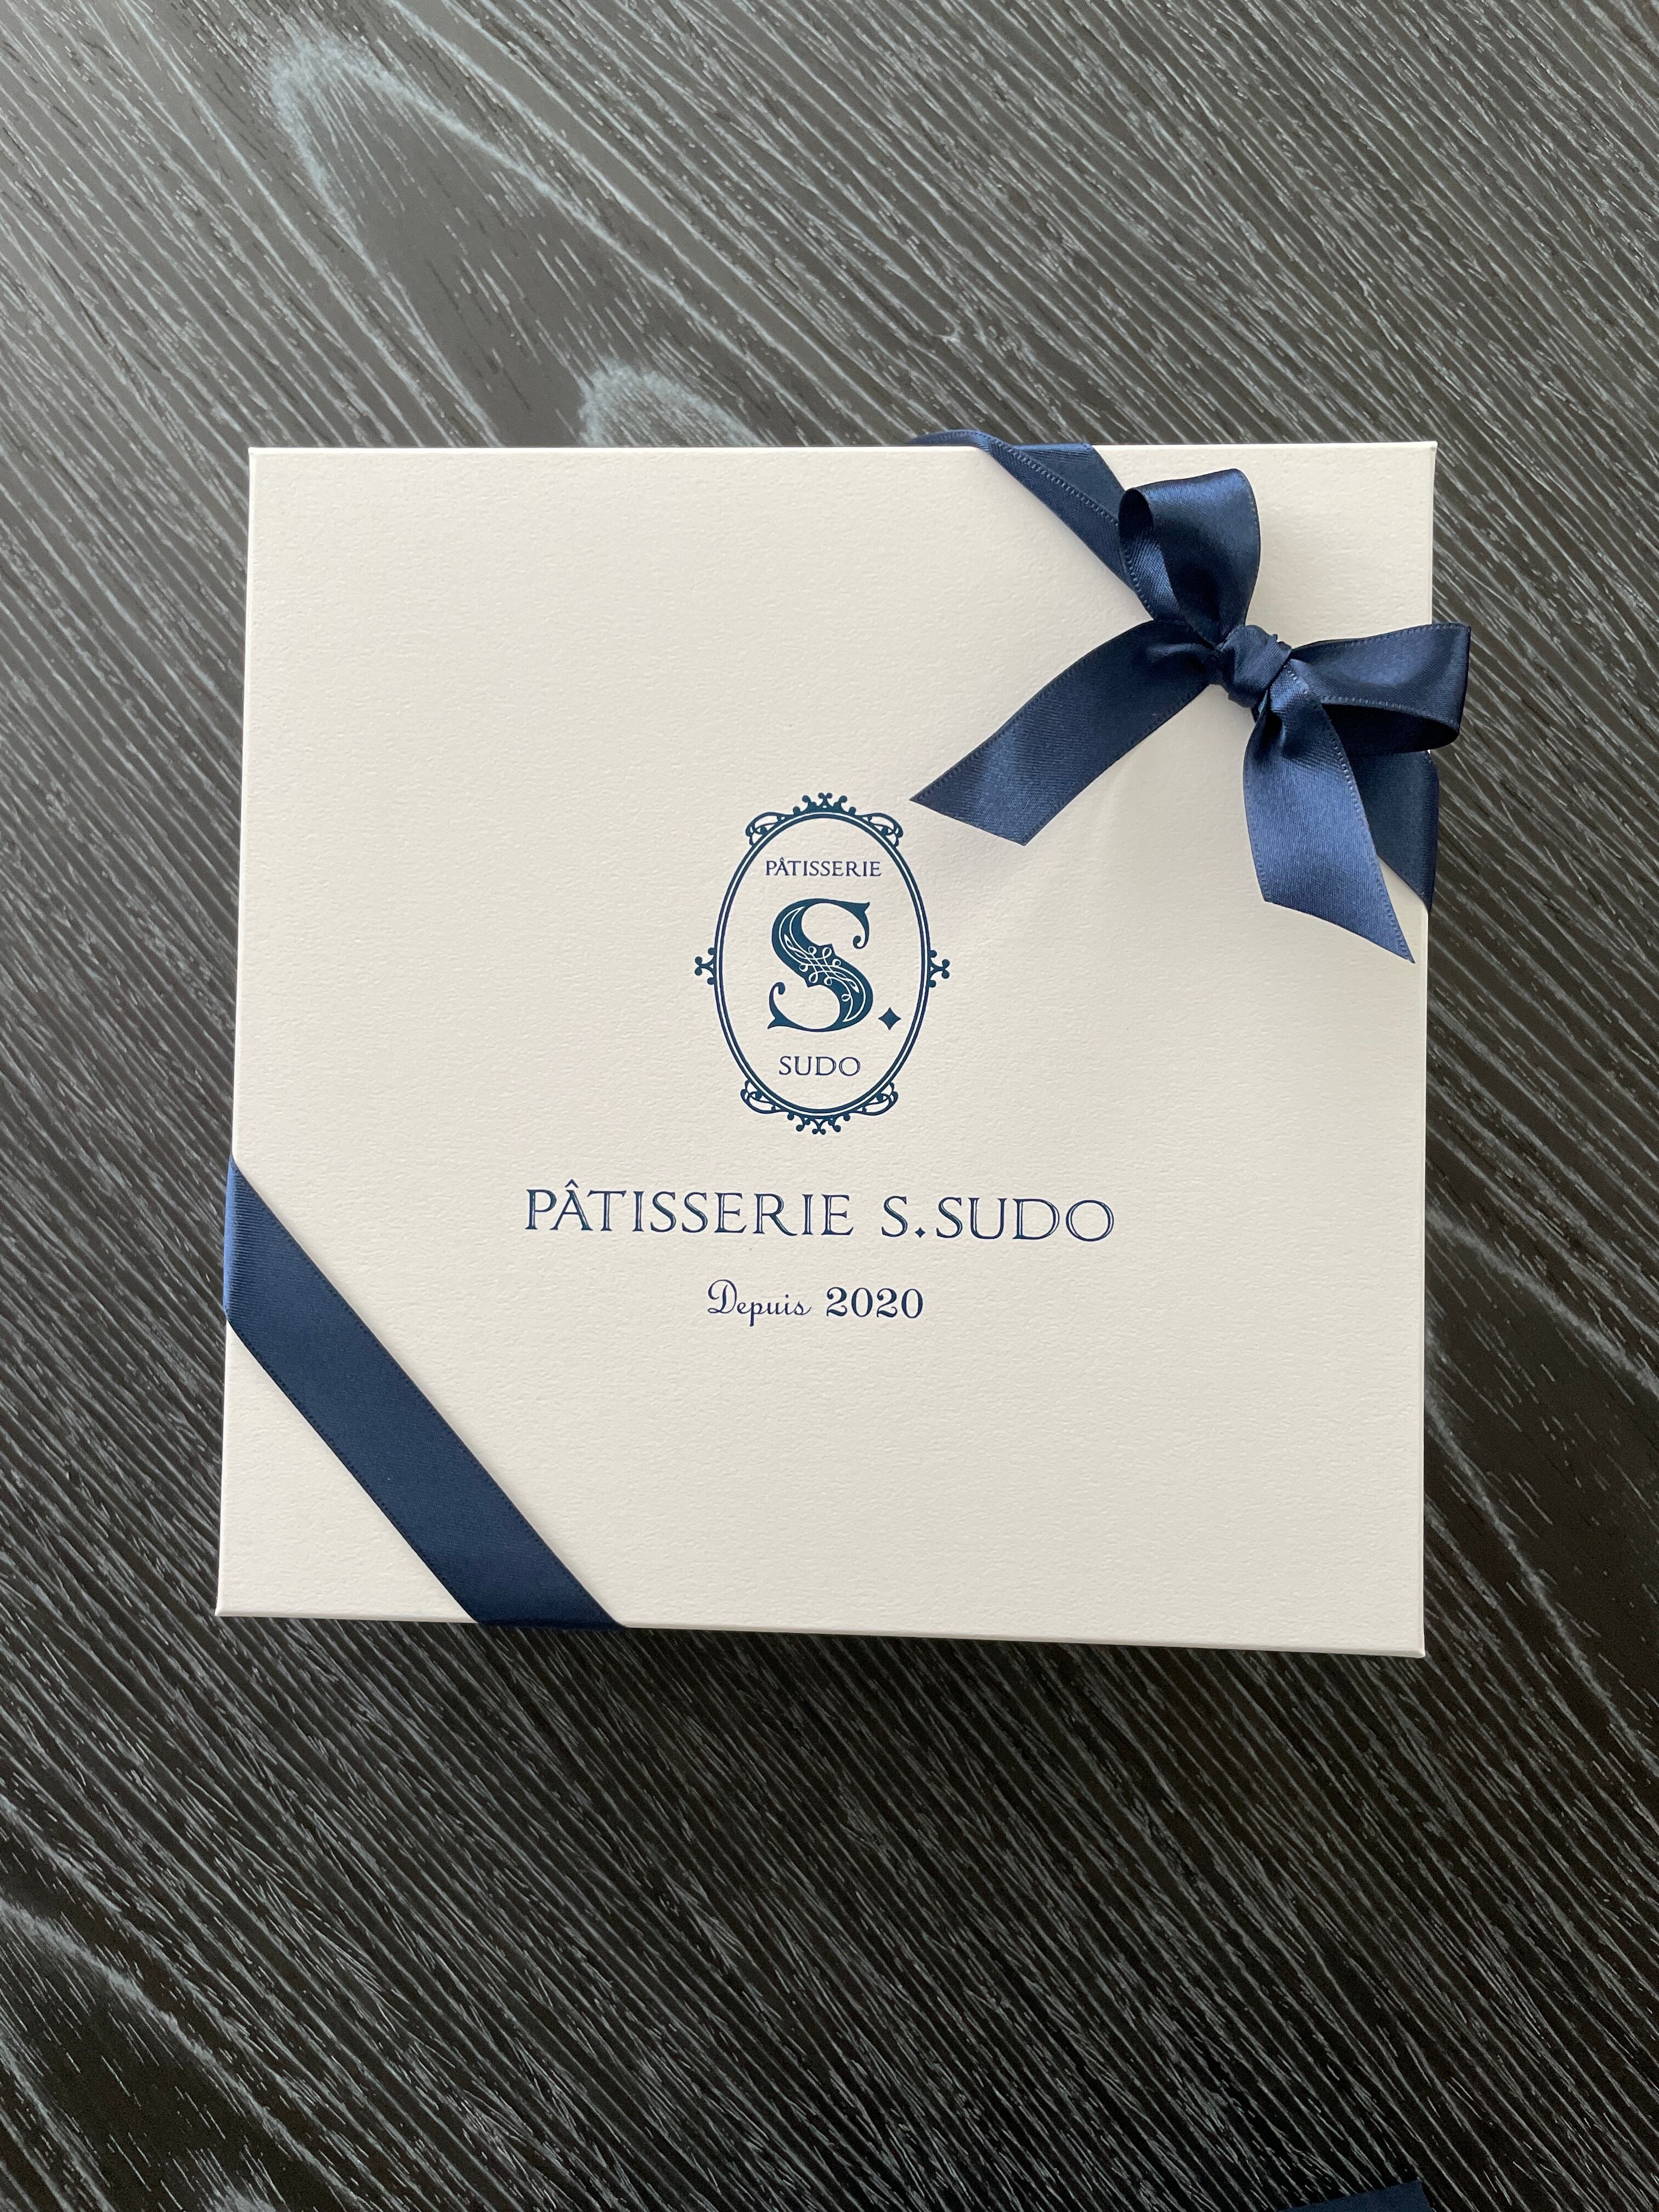 PÂTISSERIE
S.
SUDO
PÂTISSERIE S.SUDO
Depuis 2020